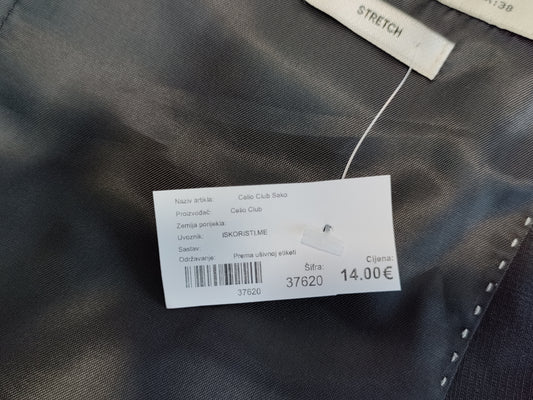 STRETCH
:38
Naziv artikla: Celio Club Sako
Proizvođač: Celio Club
Zemlja porijekla:
Uvoznik: ISKORISTI.ME
Sastav:
Održavanje: Prema ušivnoj etiketi
Šifra: Cijena:
37620 14.00€
37620